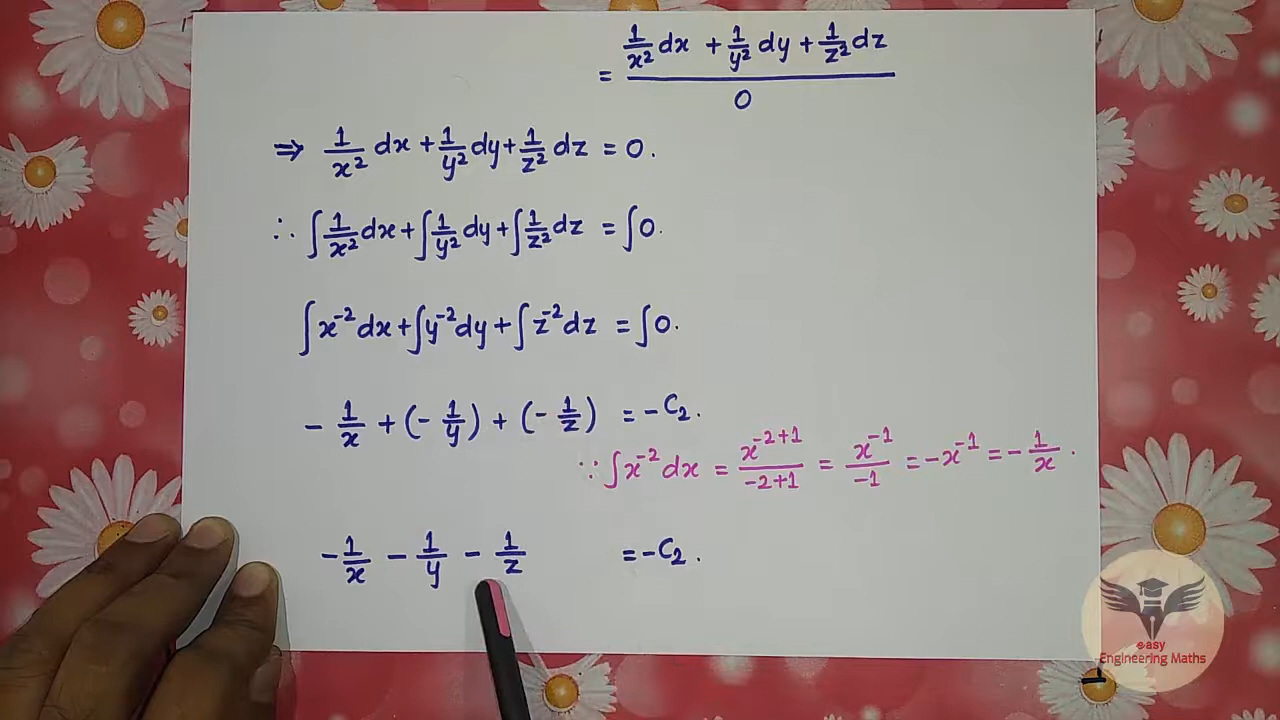 = (1/x² dx + 1/y² dy + 1/z² dz) / 0
⇒ 1/x² dx + 1/y² dy + 1/z² dz = 0.
∴ ∫ 1/x² dx + ∫ 1/y² dy + ∫ 1/z² dz = ∫0.
∫x⁻² dx + ∫y⁻² dy + ∫z⁻² dz = ∫0.
- 1/x + (- 1/y) + (- 1/z) = -C₂.
∵ ∫x⁻² dx = x⁻²⁺¹/-2+1 = x⁻¹/-1 = -x⁻¹ = - 1/x.
- 1/x - 1/y - 1/z = -C₂.
easy
Engineering Maths